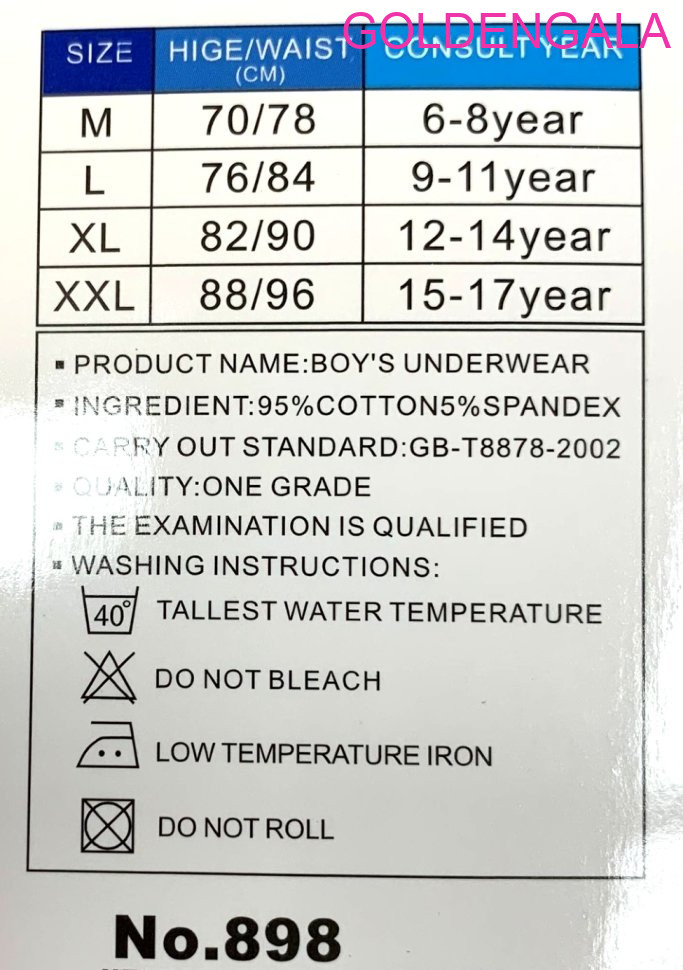 GOLDENGALA
SIZE HIGE/WAIST (CM) CONSULT YEAR
M 70/78 6-8year
L 76/84 9-11year
XL 82/90 12-14year
XXL 88/96 15-17year
▪ PRODUCT NAME:BOY'S UNDERWEAR
▪ INGREDIENT:95%COTTON5%SPANDEX
▪ CARRY OUT STANDARD:GB-T8878-2002
▪ QUALITY:ONE GRADE
▪ THE EXAMINATION IS QUALIFIED
▪ WASHING INSTRUCTIONS:
40° TALLEST WATER TEMPERATURE
DO NOT BLEACH
LOW TEMPERATURE IRON
DO NOT ROLL
No.898